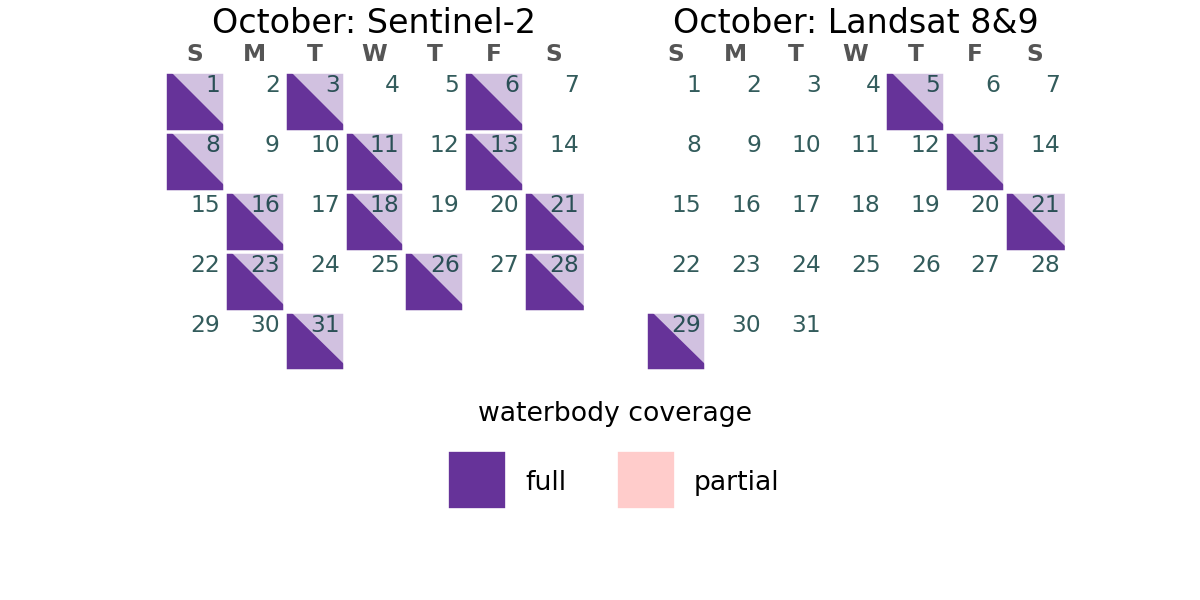 October: Sentinel-2
S M T W T F S
1 2 3 4 5 6 7
8 9 10 11 12 13 14
15 16 17 18 19 20 21
22 23 24 25 26 27 28
29 30 31
October: Landsat 8&9
S M T W T F S
1 2 3 4 5 6 7
8 9 10 11 12 13 14
15 16 17 18 19 20 21
22 23 24 25 26 27 28
29 30 31
waterbody coverage
full partial